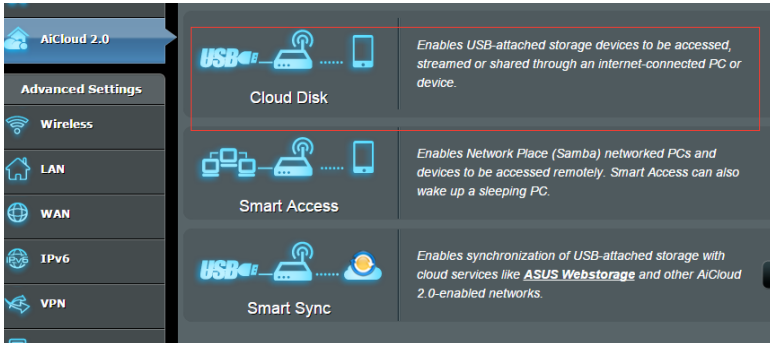 AiCloud 2.0
Advanced Settings
Wireless
LAN
WAN
IPv6
IPv6
VPN
USB
Cloud Disk
Enables USB-attached storage devices to be accessed,
streamed or shared through an internet-connected PC or
device.
Smart Access
Enables Network Place (Samba) networked PCs and
devices to be accessed remotely. Smart Access can also
wake up a sleeping PC.
USB
Smart Sync
Enables synchronization of USB-attached storage with
cloud services like ASUS Webstorage and other AiCloud
2.0-enabled networks.